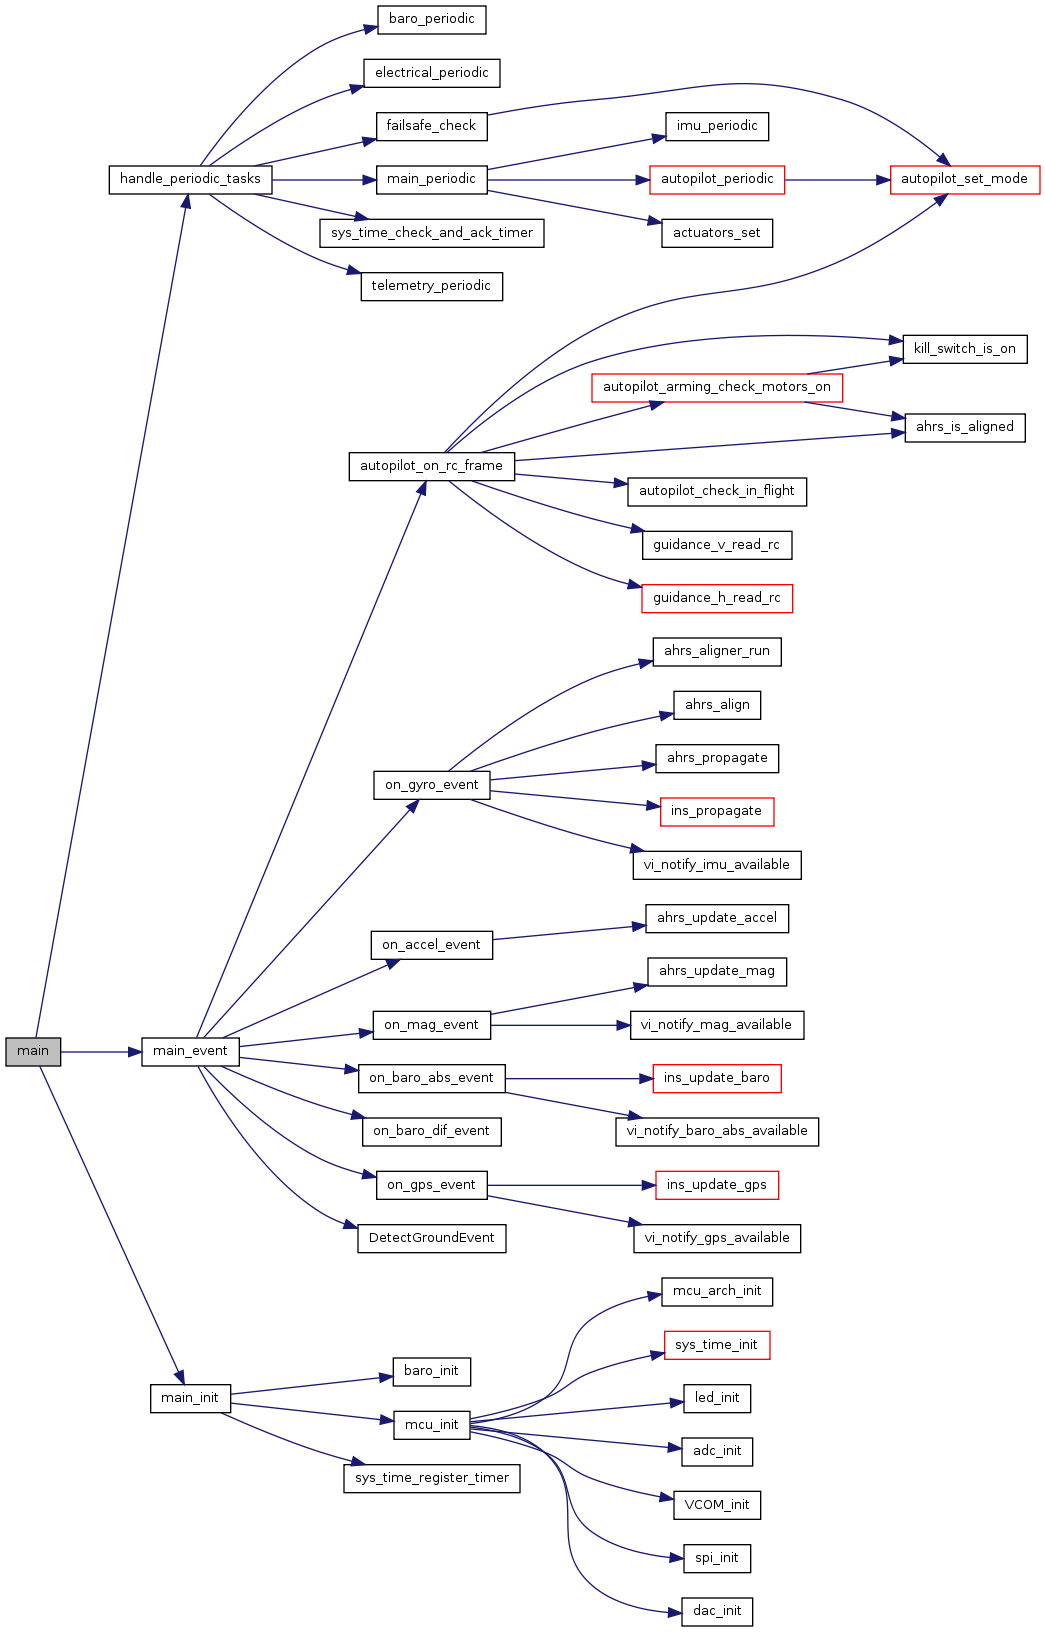 baro_periodic
electrical_periodic
failsafe_check
imu_periodic
handle_periodic_tasks
main_periodic
autopilot_periodic
autopilot_set_mode
sys_time_check_and_ack_timer
actuators_set
telemetry_periodic
kill_switch_is_on
autopilot_arming_check_motors_on
ahrs_is_aligned
autopilot_on_rc_frame
autopilot_check_in_flight
guidance_v_read_rc
guidance_h_read_rc
ahrs_aligner_run
ahrs_align
ahrs_propagate
on_gyro_event
ins_propagate
vi_notify_imu_available
ahrs_update_accel
on_accel_event
ahrs_update_mag
on_mag_event
vi_notify_mag_available
main
main_event
on_baro_abs_event
ins_update_baro
on_baro_dif_event
vi_notify_baro_abs_available
on_gps_event
ins_update_gps
DetectGroundEvent
vi_notify_gps_available
mcu_arch_init
sys_time_init
baro_init
main_init
led_init
mcu_init
adc_init
sys_time_register_timer
VCOM_init
spi_init
dac_init